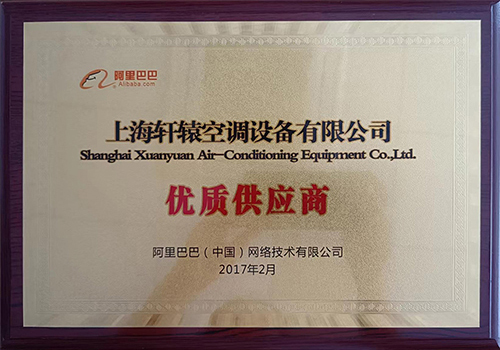 阿里巴巴
Alibaba.com
上海轩辕空调设备有限公司
Shanghai Xuanyuan Air-Conditioning Equipment Co.,Ltd.
优质供应商
阿里巴巴（中国）网络技术有限公司
2017年2月